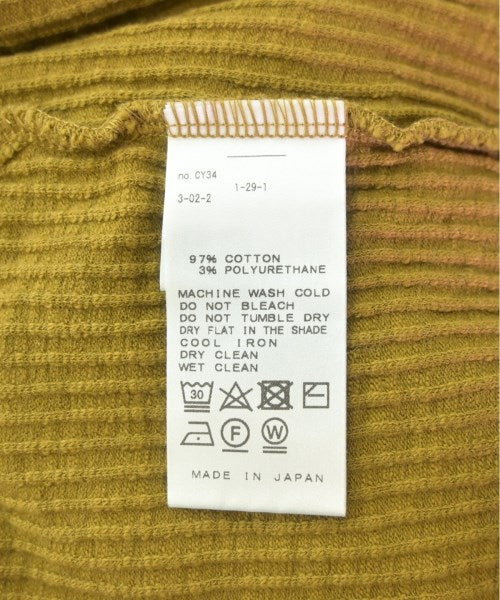 no. CY34
1-29-1
3-02-2
97% COTTON
3% POLYURETHANE
MACHINE WASH COLD
DO NOT BLEACH
DO NOT TUMBLE DRY
DRY FLAT IN THE SHADE
COOL IRON
DRY CLEAN
WET CLEAN
30
F W
MADE IN JAPAN